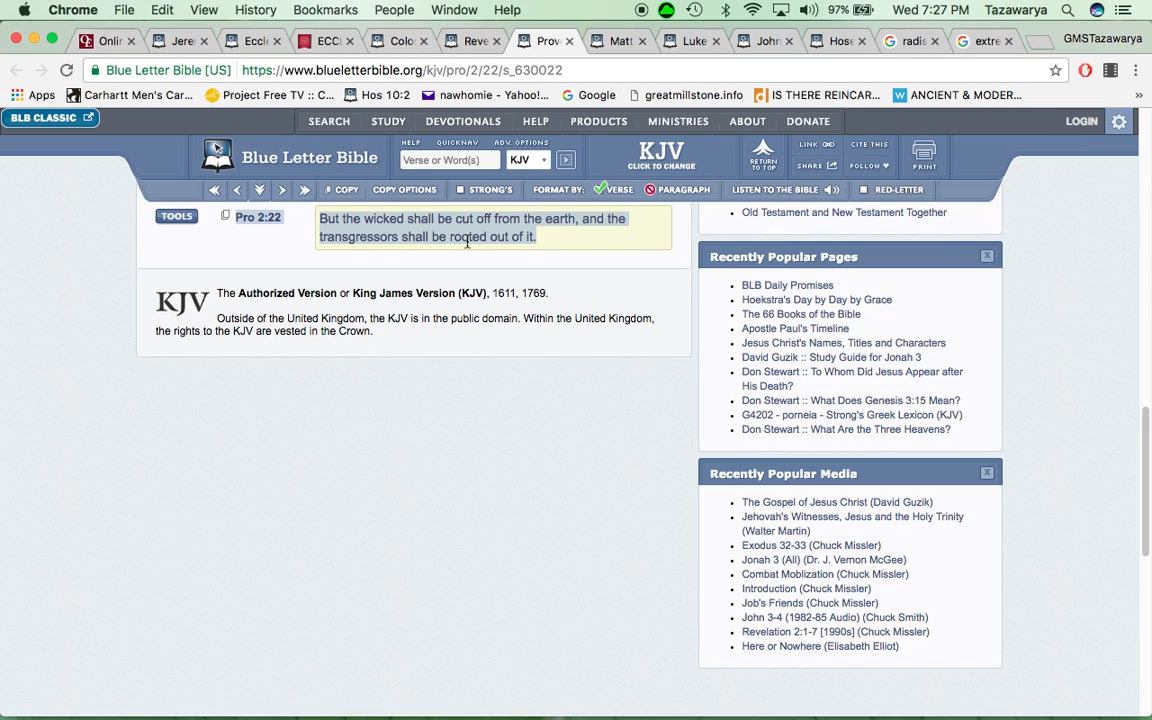 Chrome File Edit View History Bookmarks People Window Help 97% Wed 7:27 PM Tazawarya
Onlin Jerem Eccle ECCL Color Reve Prove Matt Luke John Hose radis extre GMSTazawarya
Blue Letter Bible [US] https://www.blueletterbible.org/kjv/pro/2/22/s_630022
Apps Carhartt Men's Car... Project Free TV :: C... Hos 10:2 nawhomie - Yahoo!... Google greatmillstone.info IS THERE REINCAR... ANCIENT & MODER... »
BLB CLASSIC SEARCH STUDY DEVOTIONALS HELP PRODUCTS MINISTRIES ABOUT DONATE LOGIN
HELP QUICKNAV ADV. OPTIONS
Blue Letter Bible Verse or Word(s) KJV
KJV
CLICK TO CHANGE
RETURN TO TOP
LINK CITE THIS
SHARE FOLLOW
PRINT
COPY COPY OPTIONS STRONG'S FORMAT BY: VERSE PARAGRAPH LISTEN TO THE BIBLE RED-LETTER
TOOLS Pro 2:22 But the wicked shall be cut off from the earth, and the
transgressors shall be rooted out of it.
KJV The Authorized Version or King James Version (KJV), 1611, 1769.
Outside of the United Kingdom, the KJV is in the public domain. Within the United Kingdom,
the rights to the KJV are vested in the Crown.
Old Testament and New Testament Together
Recently Popular Pages
BLB Daily Promises
Hoekstra's Day by Day by Grace
The 66 Books of the Bible
Apostle Paul's Timeline
Jesus Christ's Names, Titles and Characters
David Guzik :: Study Guide for Jonah 3
Don Stewart :: To Whom Did Jesus Appear after
His Death?
Don Stewart :: What Does Genesis 3:15 Mean?
G4202 - porneia - Strong's Greek Lexicon (KJV)
Don Stewart :: What Are the Three Heavens?
Recently Popular Media
The Gospel of Jesus Christ (David Guzik)
Jehovah's Witnesses, Jesus and the Holy Trinity
(Walter Martin)
Exodus 32-33 (Chuck Missler)
Jonah 3 (All) (Dr. J. Vernon McGee)
Combat Moblization (Chuck Missler)
Introduction (Chuck Missler)
Job's Friends (Chuck Missler)
John 3-4 (1982-85 Audio) (Chuck Smith)
Revelation 2:1-7 [1990s] (Chuck Missler)
Here or Nowhere (Elisabeth Elliot)